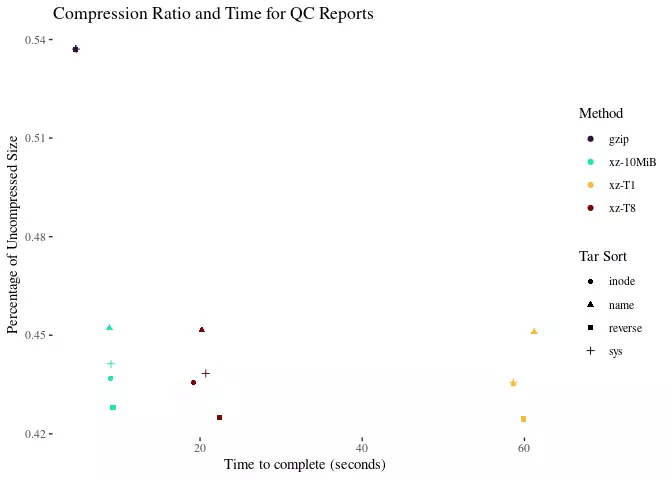 Compression Ratio and Time for QC Reports
Percentage of Uncompressed Size
0.54
0.51
0.48
0.45
0.42
20
40
60
Time to complete (seconds)
Method
gzip
xz-10MiB
xz-T1
xz-T8
Tar Sort
inode
name
reverse
sys